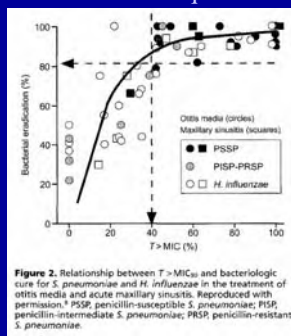 Bacterial eradication (%)
100
80
60
40
20
0
0
20
40
60
80
100
T>MIC (%)
Otitis media (circles)
Maxillary sinusitis (squares)
PSSP
PISP-PRSP
H. influenzae
Figure 2. Relationship between T>MIC50 and bacteriologic
cure for S. pneumoniae and H. influenzae in the treatment of
otitis media and acute maxillary sinusitis. Reproduced with
permission. PSSP, penicillin-susceptible S. pneumoniae; PISP,
penicillin-intermediate S. pneumoniae; PRSP, penicillin-resistant
S. pneumoniae.